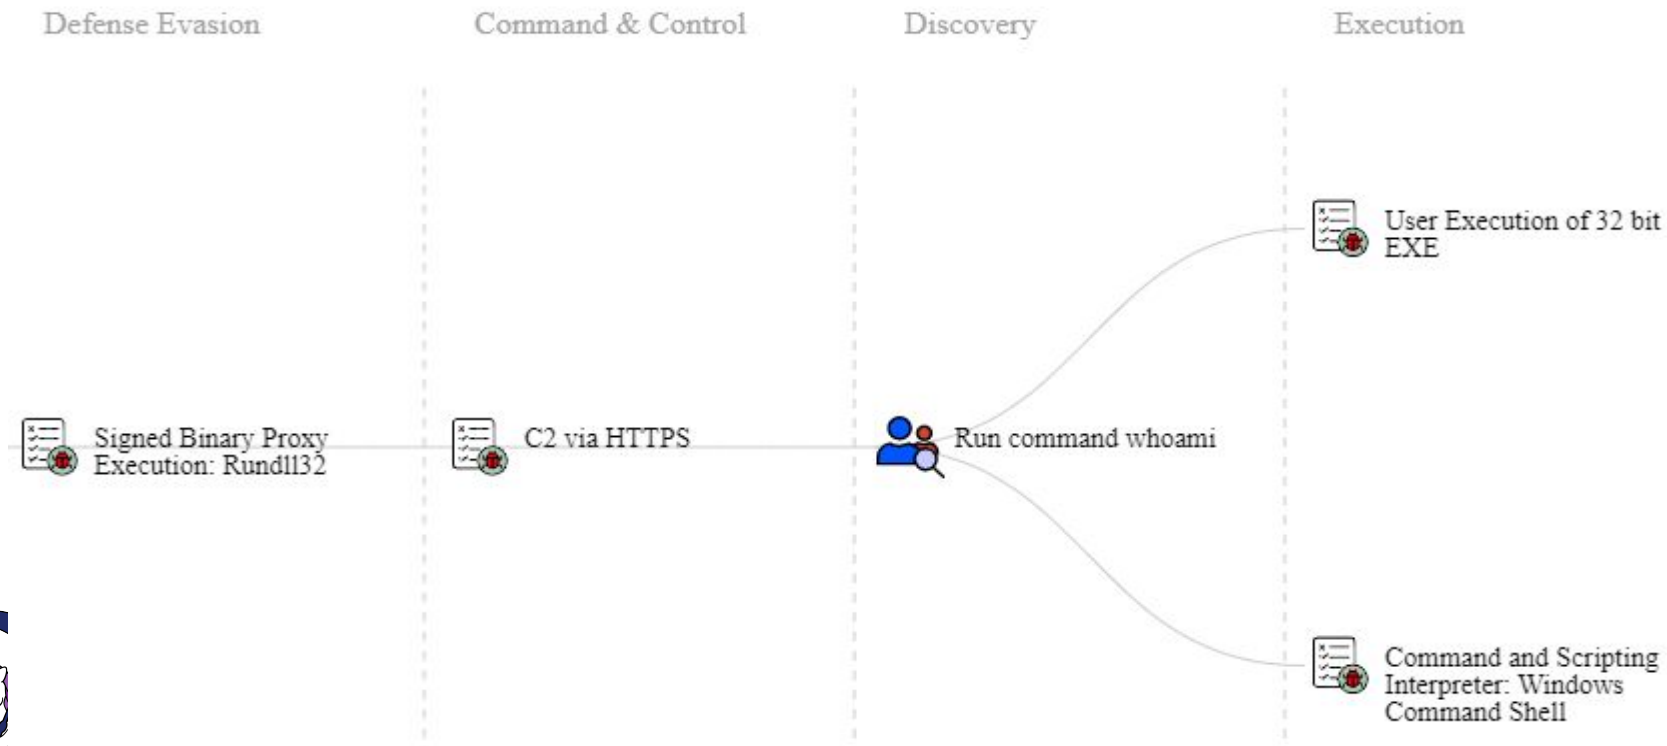 Defense Evasion
Command & Control
Discovery
Execution
User Execution of 32 bit
EXE
Signed Binary Proxy
Execution: Rundll32
C2 via HTTPS
Run command whoami
Command and Scripting
Interpreter: Windows
Command Shell